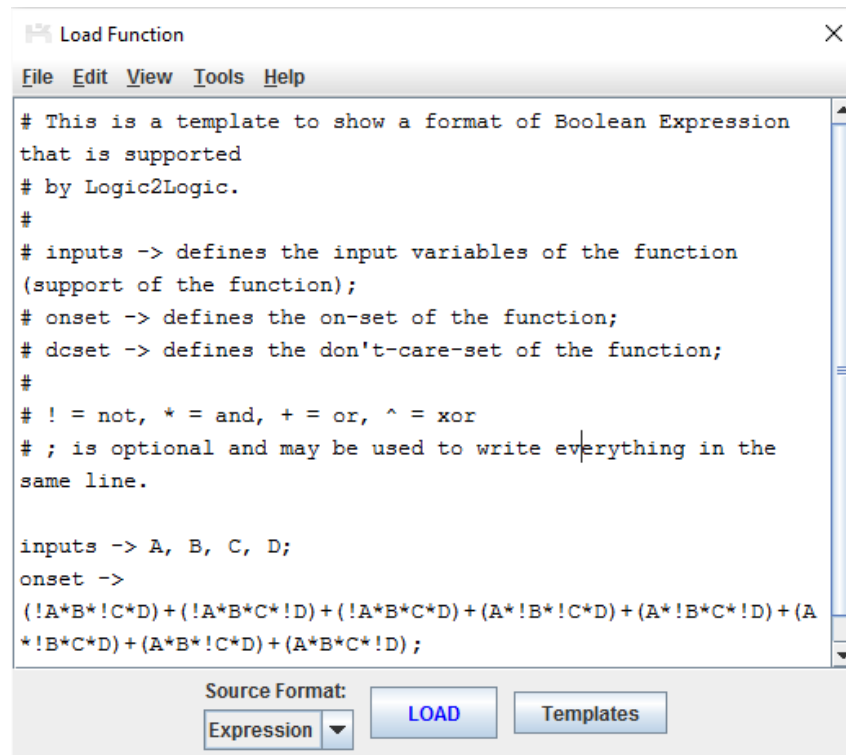 Load Function
File Edit View Tools Help
# This is a template to show a format of Boolean Expression
that is supported
# by Logic2Logic.
#
# inputs -> defines the input variables of the function
(support of the function);
# onset -> defines the on-set of the function;
# dcset -> defines the don't-care-set of the function;
#
# ! = not, * = and, + = or, ^ = xor
# ; is optional and may be used to write everything in the
same line.
inputs -> A, B, C, D;
onset ->
(!A*B*!C*D)+(!A*B*C*!D)+(!A*B*C*D)+(A*!B*!C*D)+(A*!B*C*!D)+(A
*!B*C*D)+(A*B*!C*D)+(A*B*C*!D);
Source Format:
Expression
LOAD
Templates